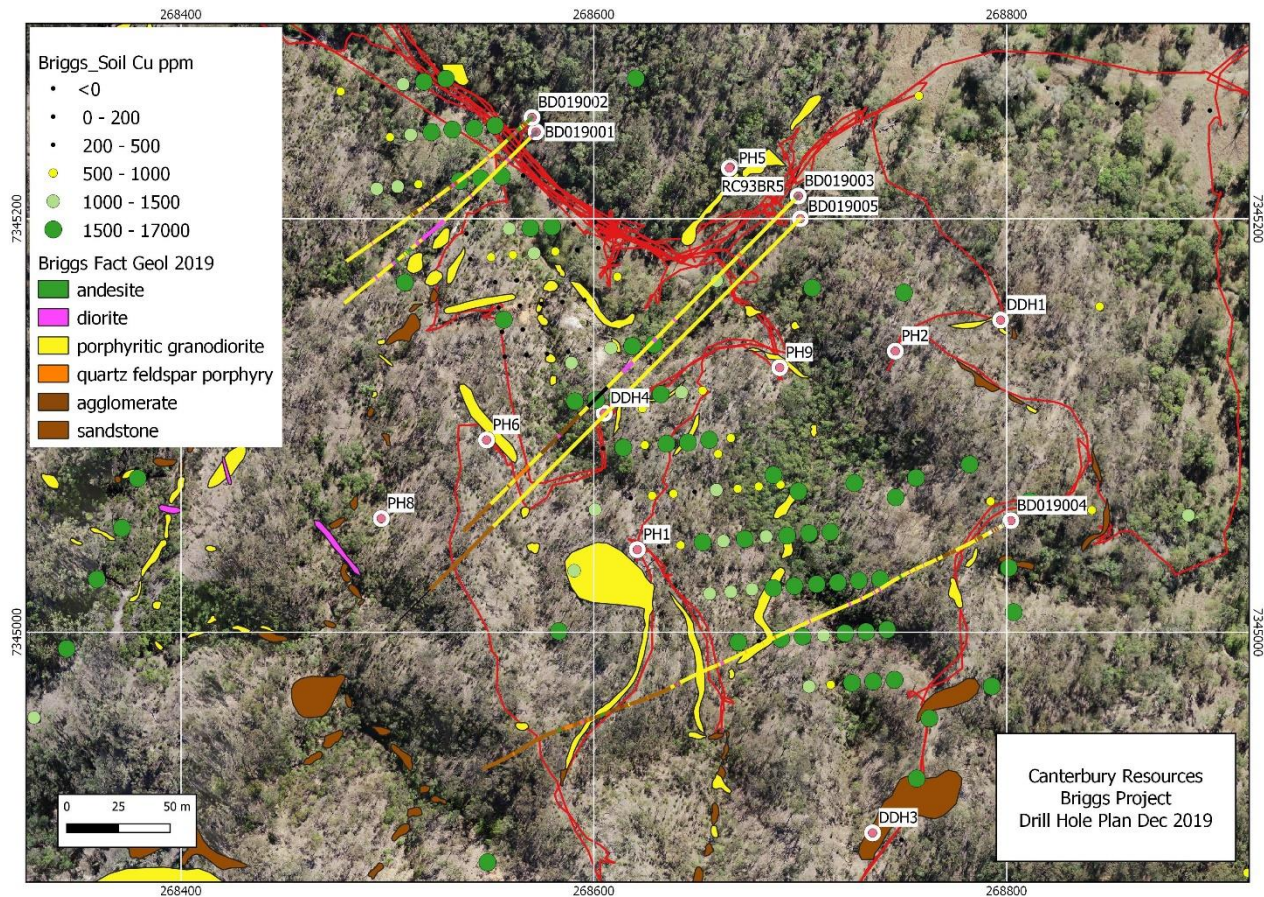 268400
268600
268800
Briggs_Soil Cu ppm
<0
0 - 200
200 - 500
500 - 1000
1000 - 1500
1500 - 17000
Briggs Fact Geol 2019
andesite
diorite
porphyritic granodiorite
quartz feldspar porphyry
agglomerate
sandstone
BD019002
BD019001
PH5
RC93BR5
BD019003
BD019005
7345200
7345200
DDH1
PH2
PH9
DDH4
PH6
PH8
BD019004
PH1
7345000
7345000
DDH3
0 25 50 m
Canterbury Resources
Briggs Project
Drill Hole Plan Dec 2019
268400
268600
268800